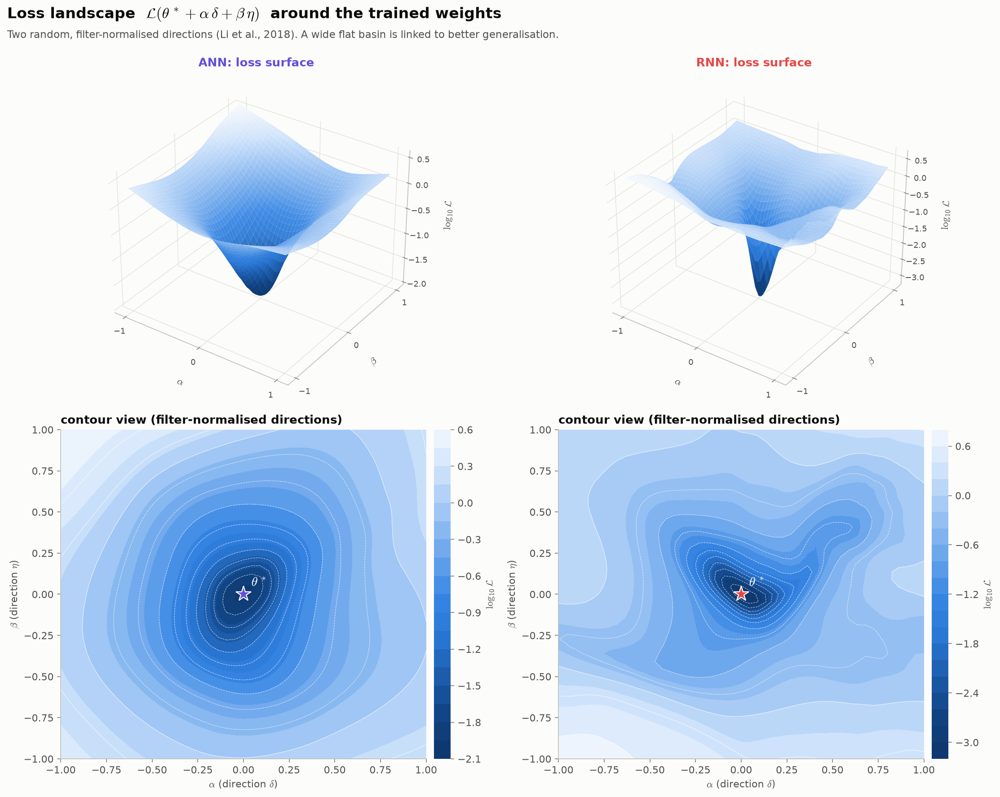 Loss landscape ℒ(θ* + α δ + β η) around the trained weights
Two random, filter-normalised directions (Li et al., 2018). A wide flat basin is linked to better generalisation.
ANN: loss surface
0.5
0.0
−0.5
−1.0
−1.5
−2.0
log₁₀ ℒ
−1
0
1
α
−1
0
1
β
RNN: loss surface
0.5
0.0
−0.5
−1.0
−1.5
−2.0
−2.5
−3.0
log₁₀ ℒ
−1
0
1
α
−1
0
1
β
contour view (filter-normalised directions)
1.00
0.75
0.50
0.25
0.00
−0.25
−0.50
−0.75
−1.00
β (direction η)
θ*
−1.00 −0.75 −0.50 −0.25 0.00 0.25 0.50 0.75 1.00
α (direction δ)
0.6
0.3
0.0
−0.3
−0.6
−0.9
−1.2
−1.5
−1.8
−2.1
log₁₀ ℒ
contour view (filter-normalised directions)
1.00
0.75
0.50
0.25
0.00
−0.25
−0.50
−0.75
−1.00
β (direction η)
θ*
−1.00 −0.75 −0.50 −0.25 0.00 0.25 0.50 0.75 1.00
α (direction δ)
0.6
0.0
−0.6
−1.2
−1.8
−2.4
−3.0
log₁₀ ℒ